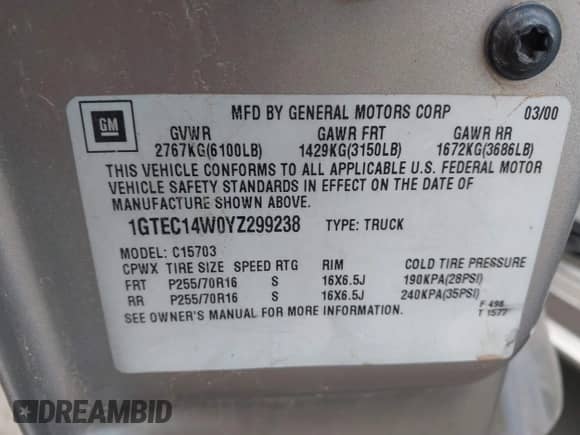 GM
MFD BY GENERAL MOTORS CORP 03/00
GVWR GAWR FRT GAWR RR
2767KG(6100LB) 1429KG(3150LB) 1672KG(3686LB)
THIS VEHICLE CONFORMS TO ALL APPLICABLE U.S. FEDERAL MOTOR
VEHICLE SAFETY STANDARDS IN EFFECT ON THE DATE OF
MANUFACTURE SHOWN ABOVE.
1GTEC14W0YZ299238 TYPE: TRUCK
MODEL: C15703
CPWX TIRE SIZE SPEED RTG RIM COLD TIRE PRESSURE
FRT P255/70R16 S 16X6.5J 190KPA(28PSI)
RR P255/70R16 S 16X6.5J 240KPA(35PSI)
SEE OWNER'S MANUAL FOR MORE INFORMATION.
F 498
T 1577
DREAMBID